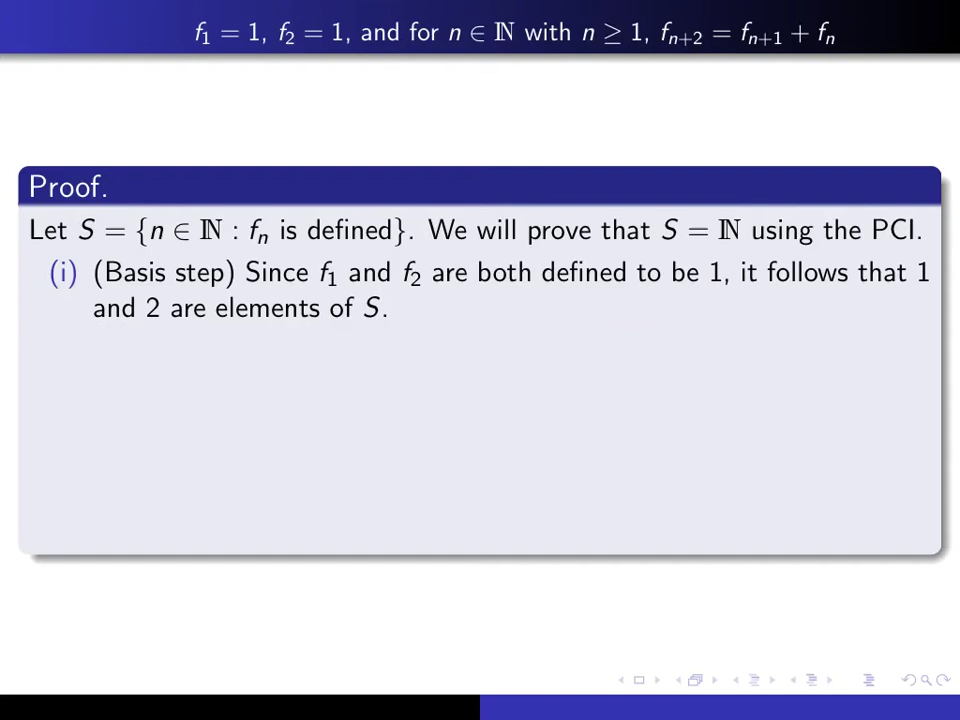 f₁ = 1, f₂ = 1, and for n ∈ ℕ with n ≥ 1, fₙ₊₂ = fₙ₊₁ + fₙ
Proof.
Let S = {n ∈ ℕ : fₙ is defined}. We will prove that S = ℕ using the PCI.
(i) (Basis step) Since f₁ and f₂ are both defined to be 1, it follows that 1
and 2 are elements of S.